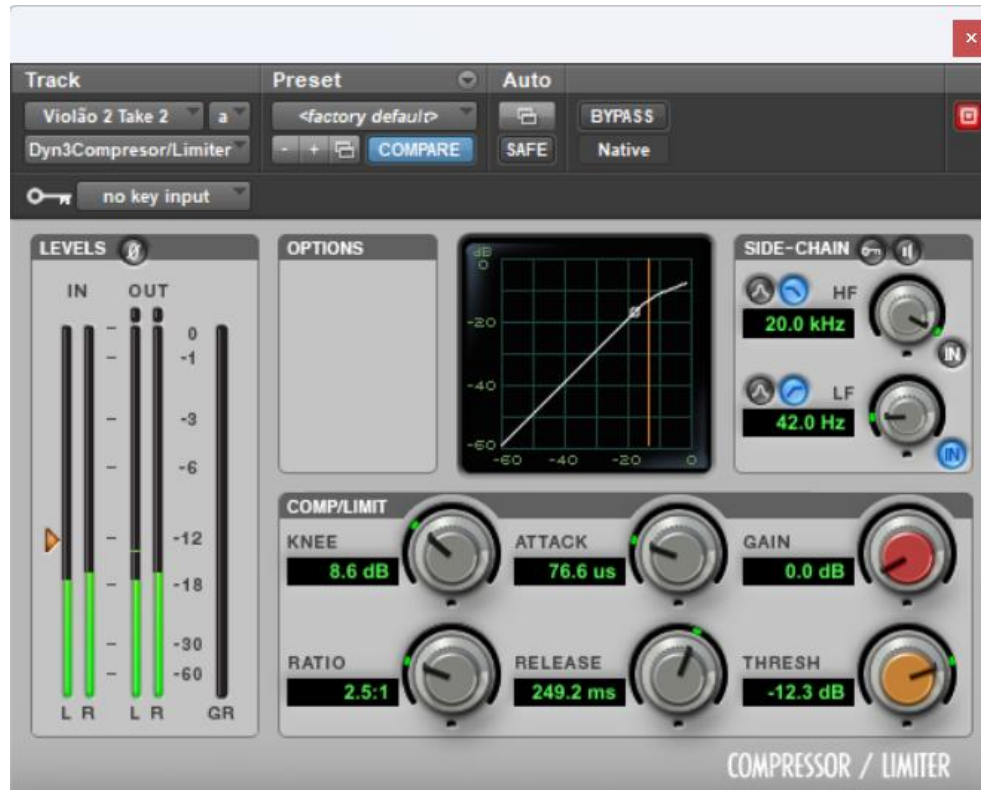 ×
Track Preset Auto
Violão 2 Take 2 a <factory default> BYPASS
Dyn3Compresor/Limiter - + COMPARE SAFE Native
no key input
LEVELS Ø
IN OUT
0
-1
-3
-6
-12
-18
-30
-60
L R L R GR
OPTIONS
dB
0
-20
-40
-60
-60 -40 -20 0
SIDE-CHAIN
HF
20.0 kHz
IN
LF
42.0 Hz
IN
COMP/LIMIT
KNEE ATTACK GAIN
8.6 dB 76.6 us 0.0 dB
RATIO RELEASE THRESH
2.5:1 249.2 ms -12.3 dB
COMPRESSOR / LIMITER